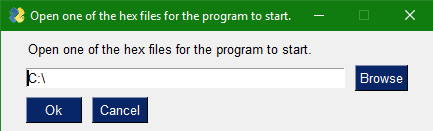 Open one of the hex files for the program to start.
Open one of the hex files for the program to start.
C:\
Browse
Ok
Cancel